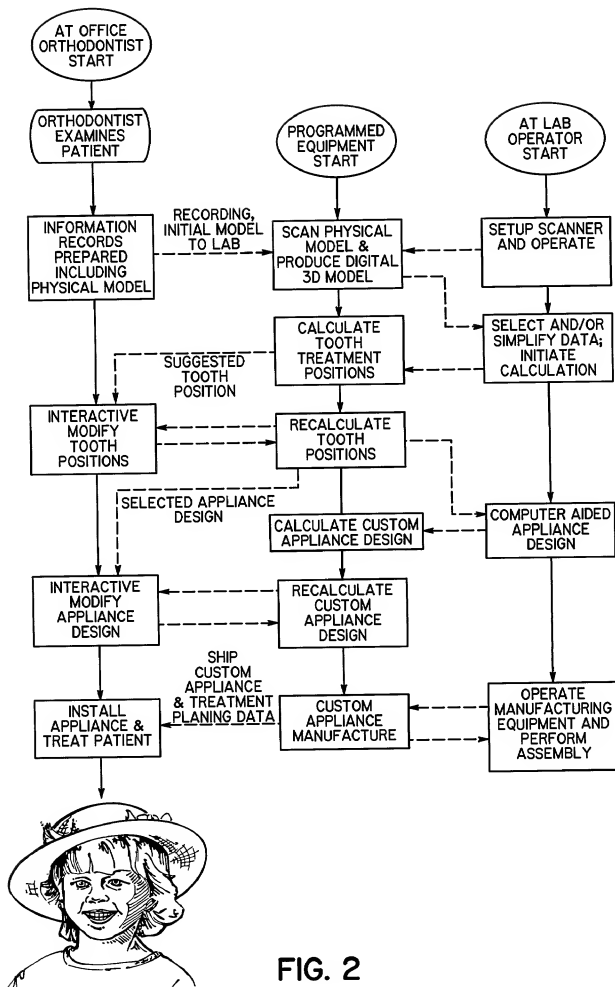 AT OFFICE
ORTHODONTIST
START
ORTHODONTIST
EXAMINES
PATIENT
PROGRAMMED
EQUIPMENT
START
AT LAB
OPERATOR
START
INFORMATION
RECORDS
PREPARED
INCLUDING
PHYSICAL MODEL
RECORDING,
INITIAL MODEL
TO LAB
SCAN PHYSICAL
MODEL &
PRODUCE DIGITAL
3D MODEL
SETUP SCANNER
AND OPERATE
CALCULATE
TOOTH
TREATMENT
POSITIONS
SELECT AND/OR
SIMPLIFY DATA;
INITIATE
CALCULATION
SUGGESTED
TOOTH
POSITION
INTERACTIVE
MODIFY
TOOTH
POSITIONS
RECALCULATE
TOOTH
POSITIONS
SELECTED APPLIANCE
DESIGN
CALCULATE CUSTOM
APPLIANCE DESIGN
COMPUTER AIDED
APPLIANCE
DESIGN
INTERACTIVE
MODIFY
APPLIANCE
DESIGN
RECALCULATE
CUSTOM
APPLIANCE
DESIGN
SHIP
CUSTOM
APPLIANCE
& TREATMENT
PLANING DATA
INSTALL
APPLIANCE &
TREAT PATIENT
CUSTOM
APPLIANCE
MANUFACTURE
OPERATE
MANUFACTURING
EQUIPMENT AND
PERFORM
ASSEMBLY
FIG. 2